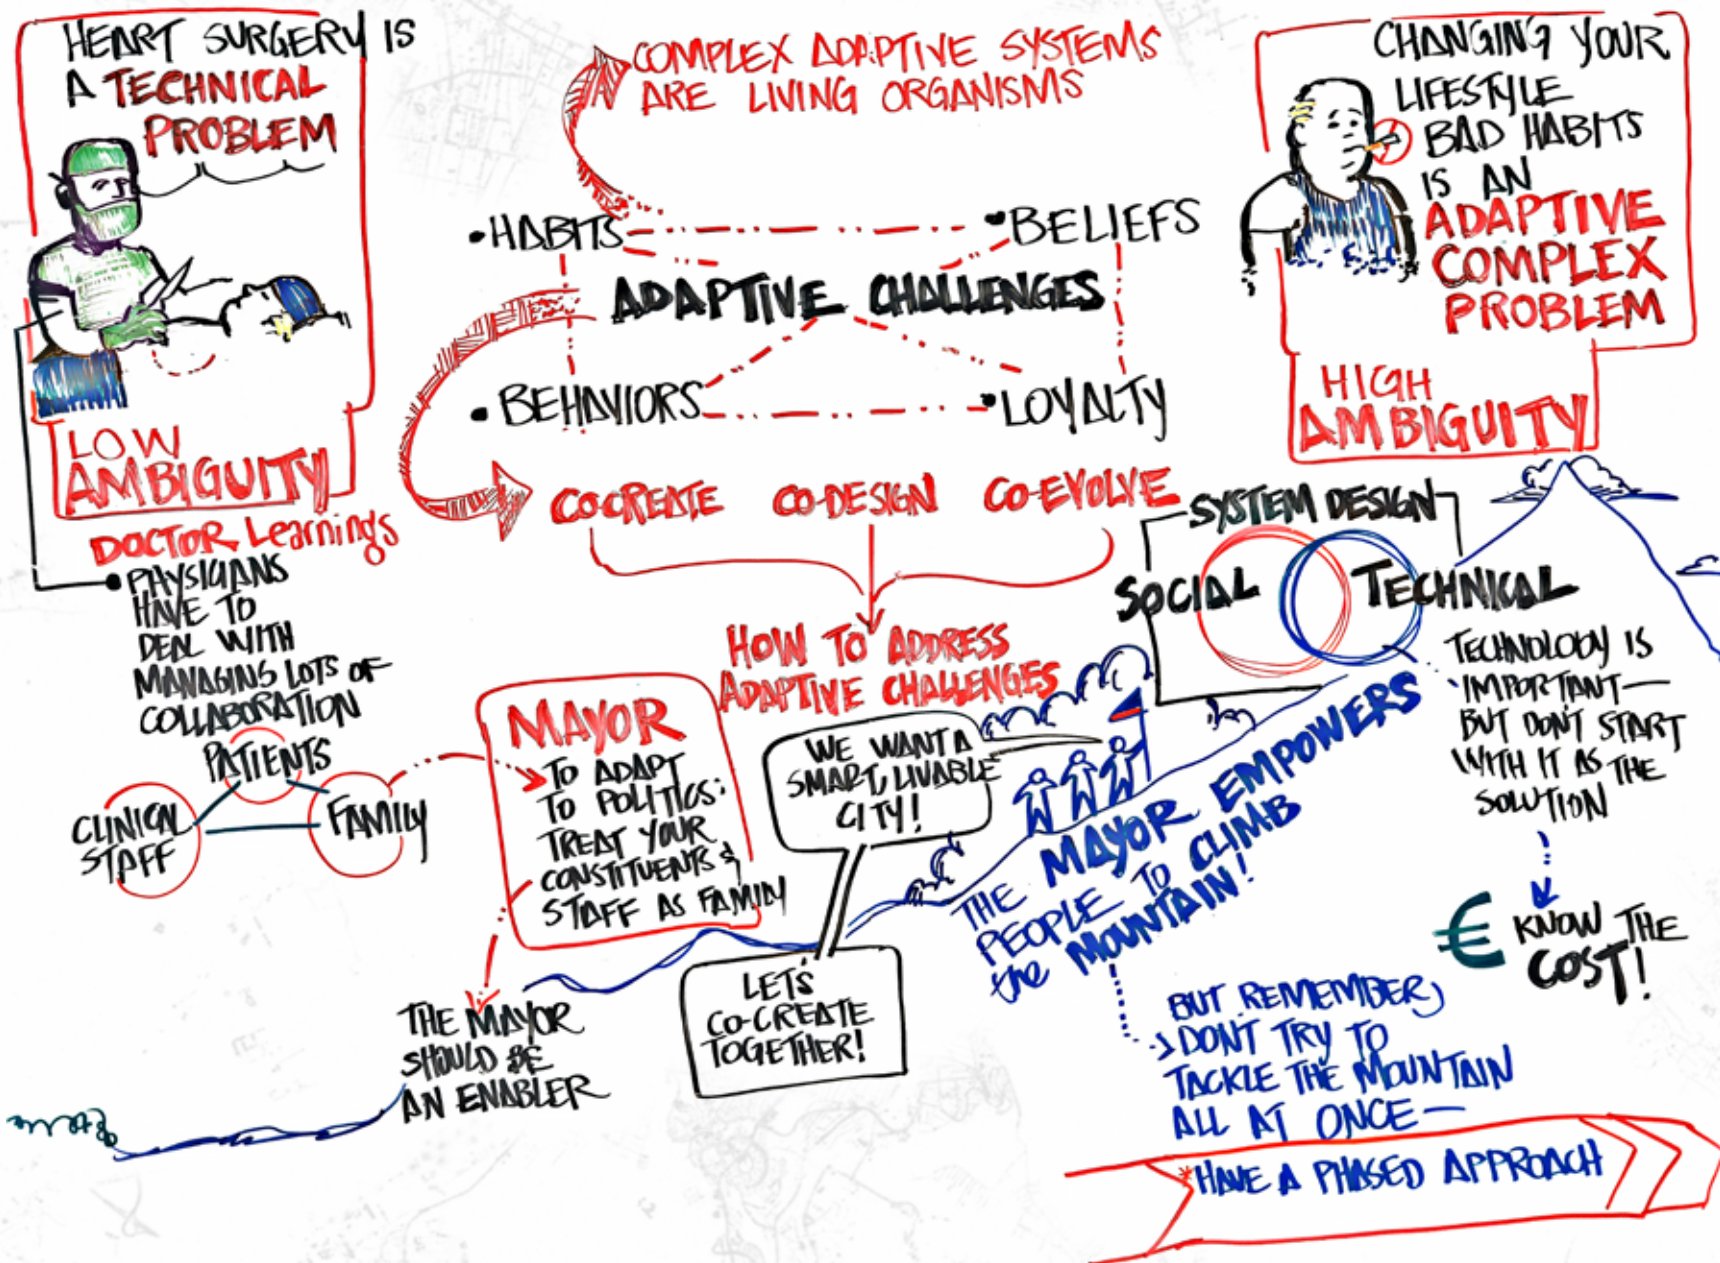 HEART SURGERY IS
A TECHNICAL
PROBLEM
LOW
AMBIGUITY
DOCTOR Learnings
• PHYSICIANS
HAVE TO
DEAL WITH
MANAGING LOTS OF
COLLABORATION
PATIENTS
CLINICAL
STAFF
FAMILY
COMPLEX ADAPTIVE SYSTEMS
ARE LIVING ORGANISMS
• HABITS
• BELIEFS
ADAPTIVE CHALLENGES
• BEHAVIORS
• LOYALTY
CO-CREATE CO-DESIGN CO-EVOLVE
HOW TO ADDRESS
ADAPTIVE CHALLENGES
CHANGING YOUR
LIFESTYLE
BAD HABITS
IS AN
ADAPTIVE
COMPLEX
PROBLEM
HIGH
AMBIGUITY
SYSTEM DESIGN
SOCIAL
TECHNICAL
TECHNOLOGY IS
IMPORTANT—
BUT DON'T START
WITH IT AS THE
SOLUTION
€ KNOW THE
COST!
MAYOR
TO ADAPT
TO POLITICS:
TREAT YOUR
CONSTITUENTS &
STAFF AS FAMILY
THE MAYOR
SHOULD BE
AN ENABLER
WE WANT A
SMART, LIVABLE
CITY!
LET'S
CO-CREATE
TOGETHER!
THE MAYOR EMPOWERS
PEOPLE TO CLIMB
the MOUNTAIN!
BUT REMEMBER,
DON'T TRY TO
TACKLE THE MOUNTAIN
ALL AT ONCE—
*HAVE A PHASED APPROACH